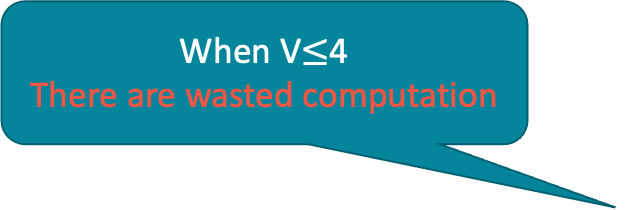 When V≤4
There are wasted computation